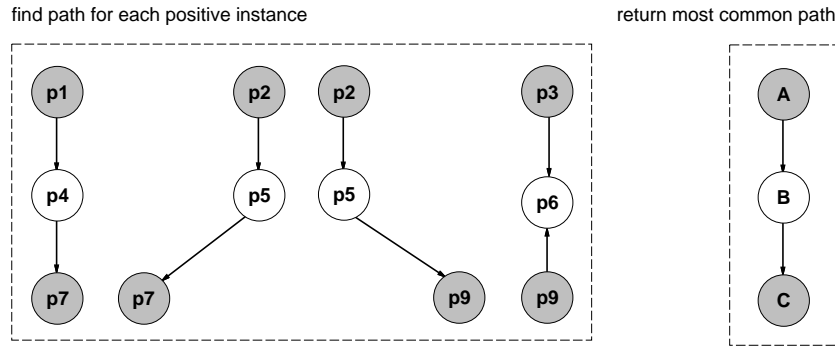 find path for each positive instance
return most common path
p1 p2 p2 p3 A
p4 p5 p5 p6 B
p7 p7 p9 p9 C